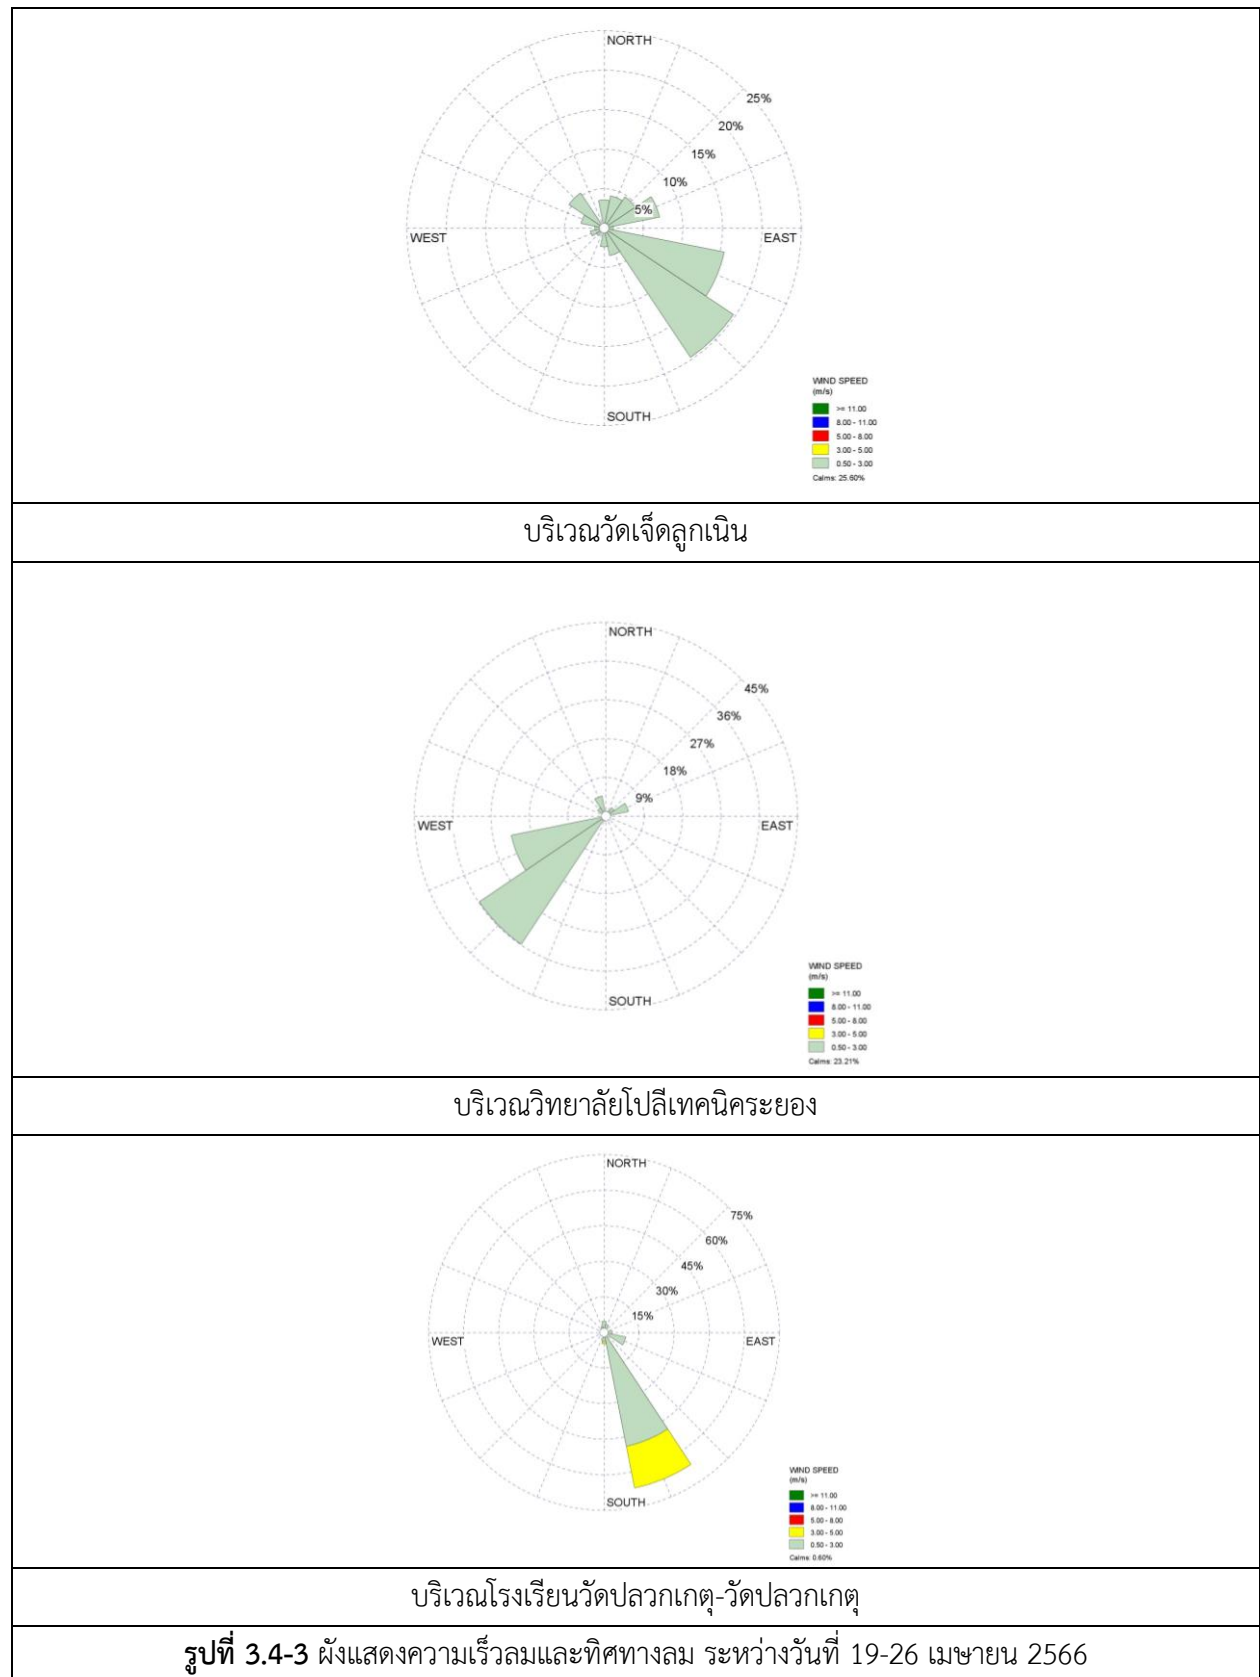 NORTH
25%
20%
15%
10%
5%
WEST
EAST
SOUTH
WIND SPEED
(m/s)
>= 11.00
8.00 - 11.00
5.00 - 8.00
3.00 - 5.00
0.50 - 3.00
Calms: 25.60%
บริเวณวัดเจ็ดลูกเนิน
NORTH
45%
36%
27%
18%
9%
WEST
EAST
SOUTH
WIND SPEED
(m/s)
>= 11.00
8.00 - 11.00
5.00 - 8.00
3.00 - 5.00
0.50 - 3.00
Calms: 23.21%
บริเวณวิทยาลัยโปลีเทคนิคระยอง
NORTH
75%
60%
45%
30%
15%
WEST
EAST
SOUTH
WIND SPEED
(m/s)
>= 11.00
8.00 - 11.00
5.00 - 8.00
3.00 - 5.00
0.50 - 3.00
Calms: 0.60%
บริเวณโรงเรียนวัดปลวกเกตุ-วัดปลวกเกตุ
รูปที่ 3.4-3 ผังแสดงความเร็วลมและทิศทางลม ระหว่างวันที่ 19-26 เมษายน 2566